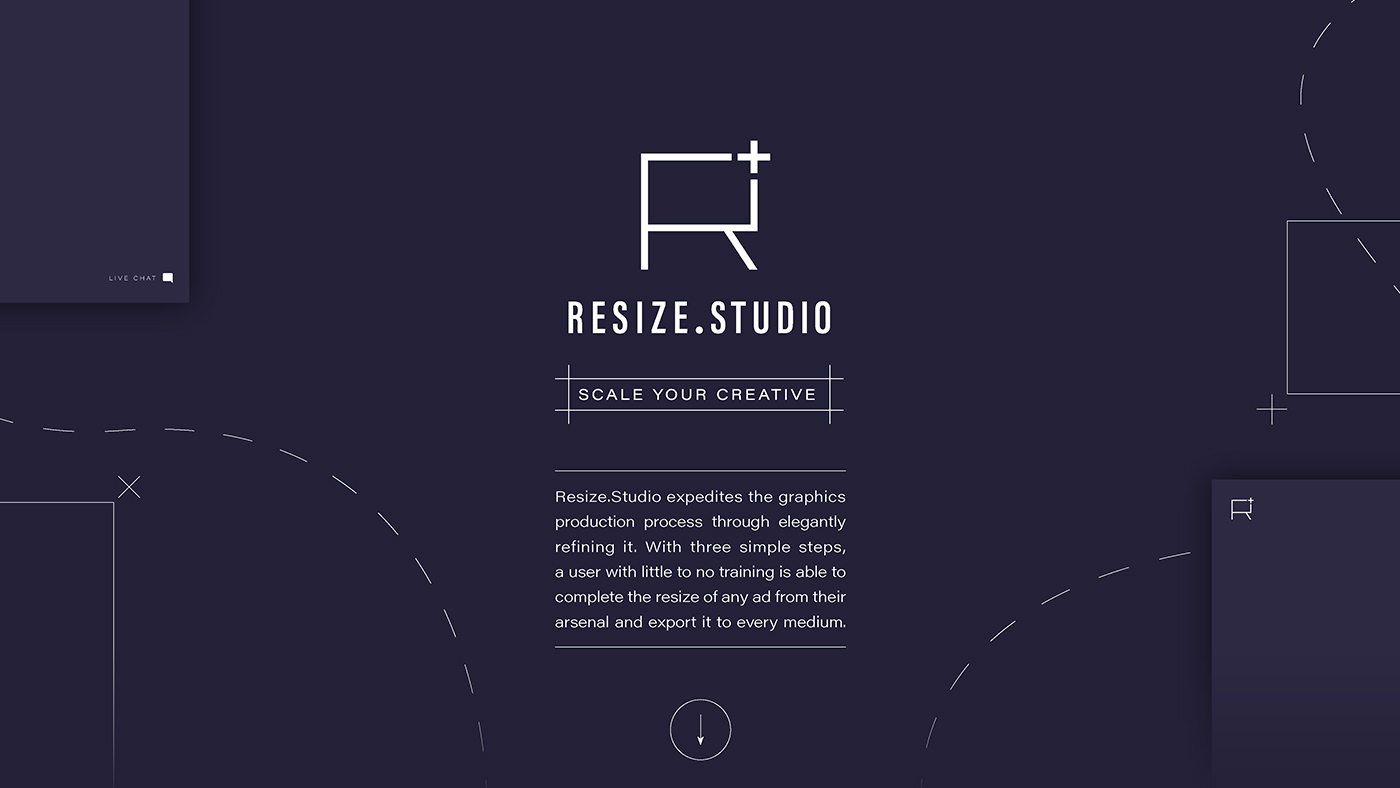 LIVE CHAT
RESIZE.STUDIO
SCALE YOUR CREATIVE
Resize.Studio expedites the graphics
production process through elegantly
refining it. With three simple steps,
a user with little to no training is able to
complete the resize of any ad from their
arsenal and export it to every medium.